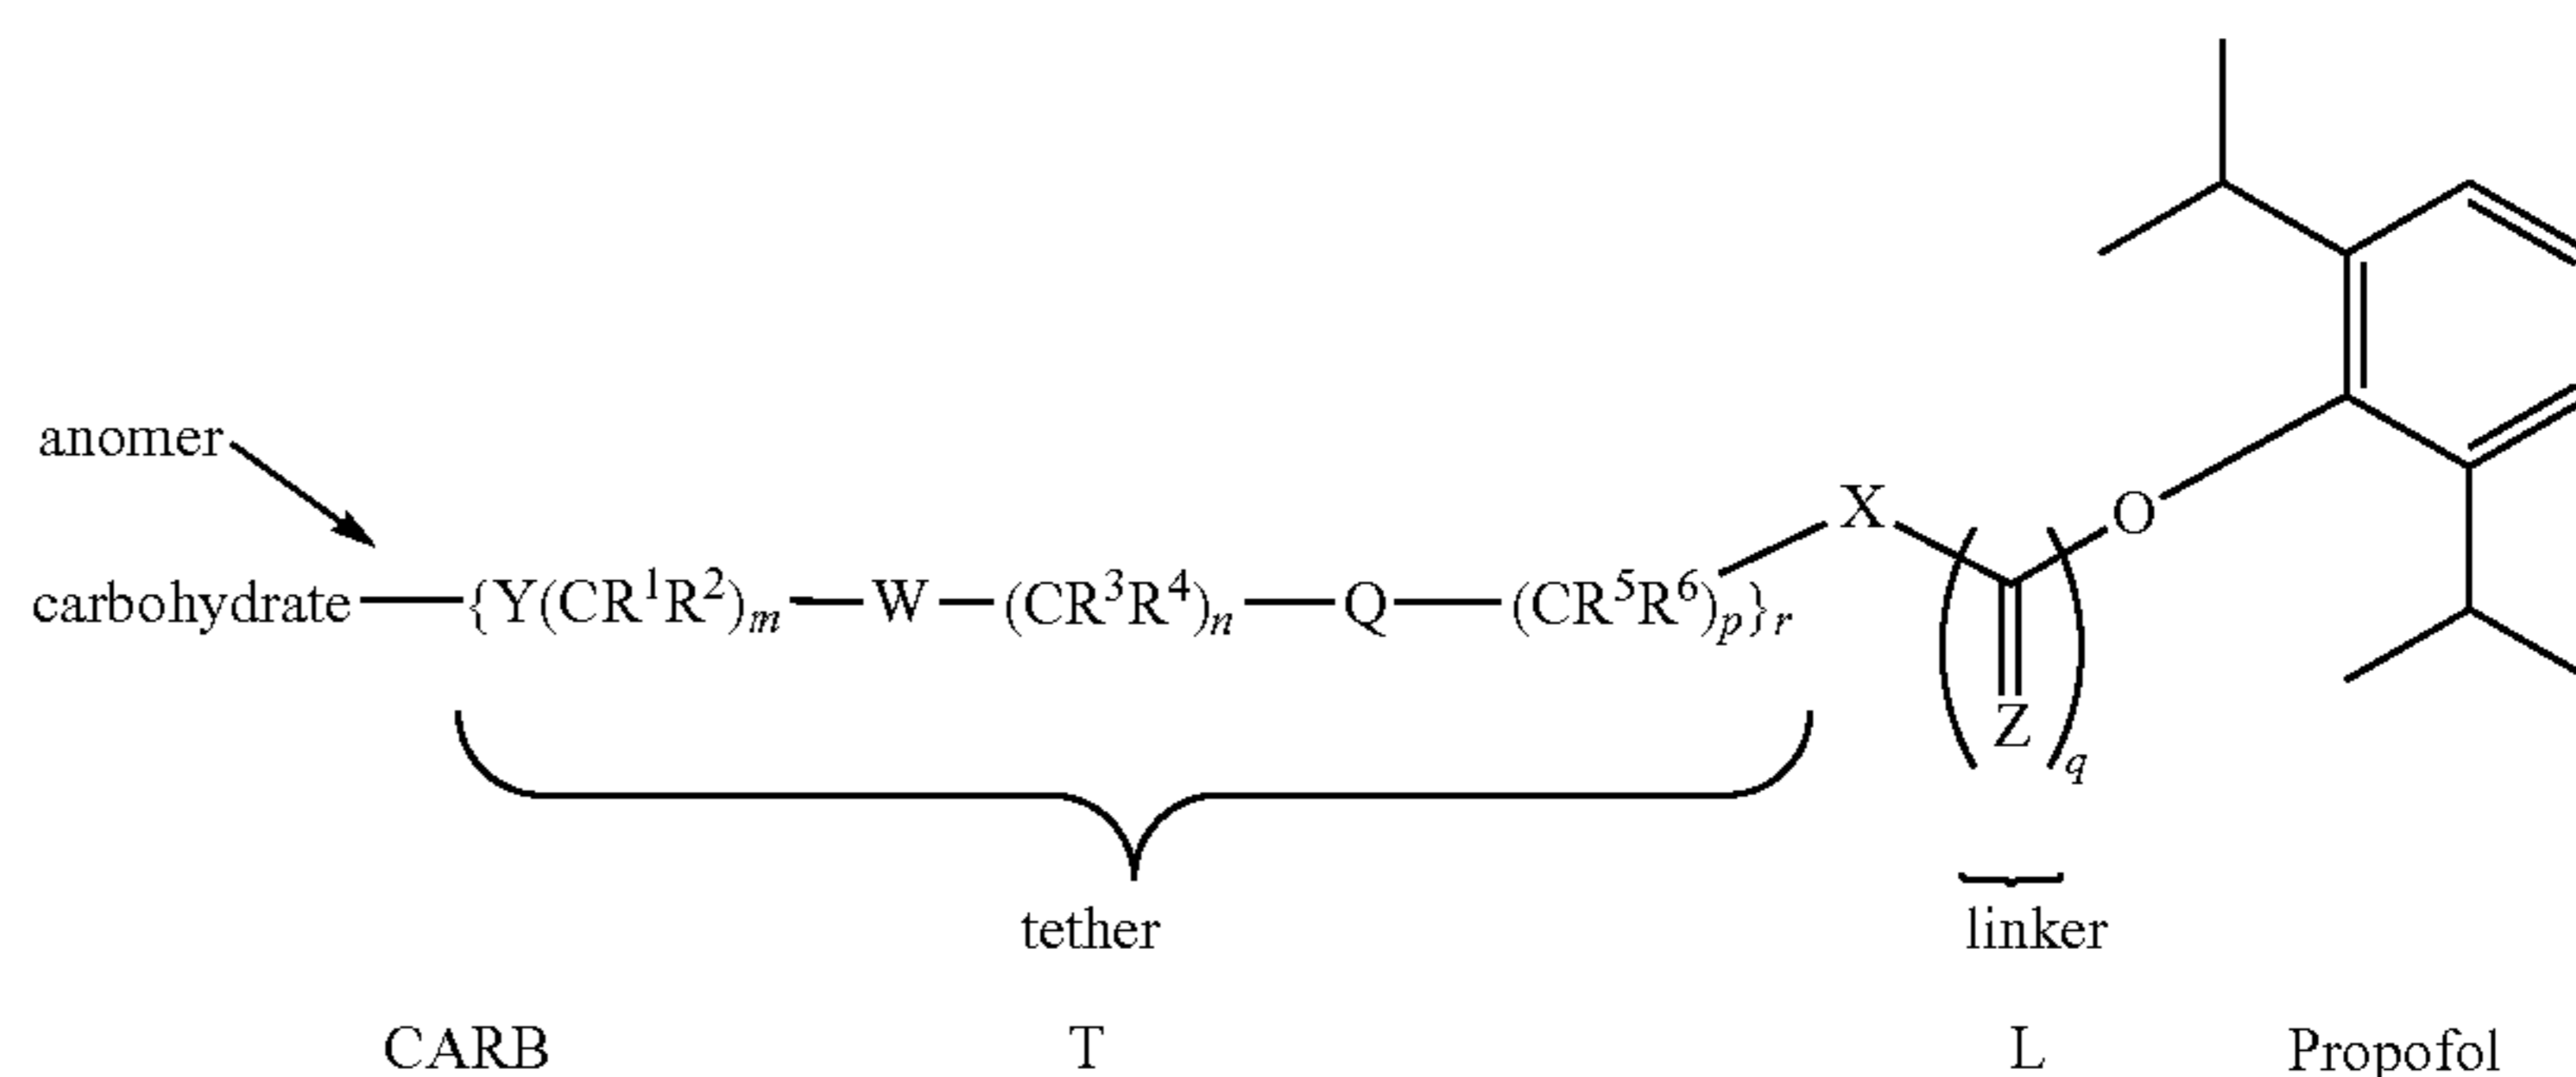 anomer
X
O
carbohydrate {Y(CR¹R²)ₘ W (CR³R⁴)ₙ Q (CR⁵R⁶)ₚ}ᵣ
Z
q
tether linker
CARB T L Propofol